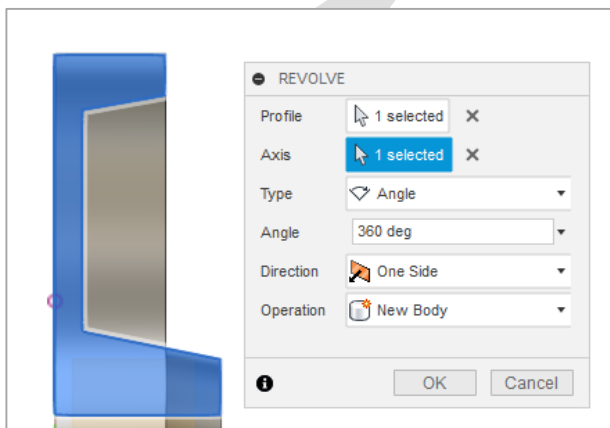 REVOLVE
Profile 1 selected
Axis 1 selected
Type Angle
Angle 360 deg
Direction One Side
Operation New Body
OK Cancel